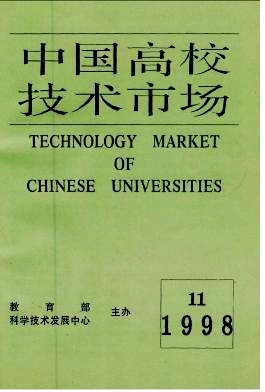 中国高校
技术市场
TECHNOLOGY MARKET
OF
CHINESE UNIVERSITIES
教育部
科学技术发展中心
主办
11
1998